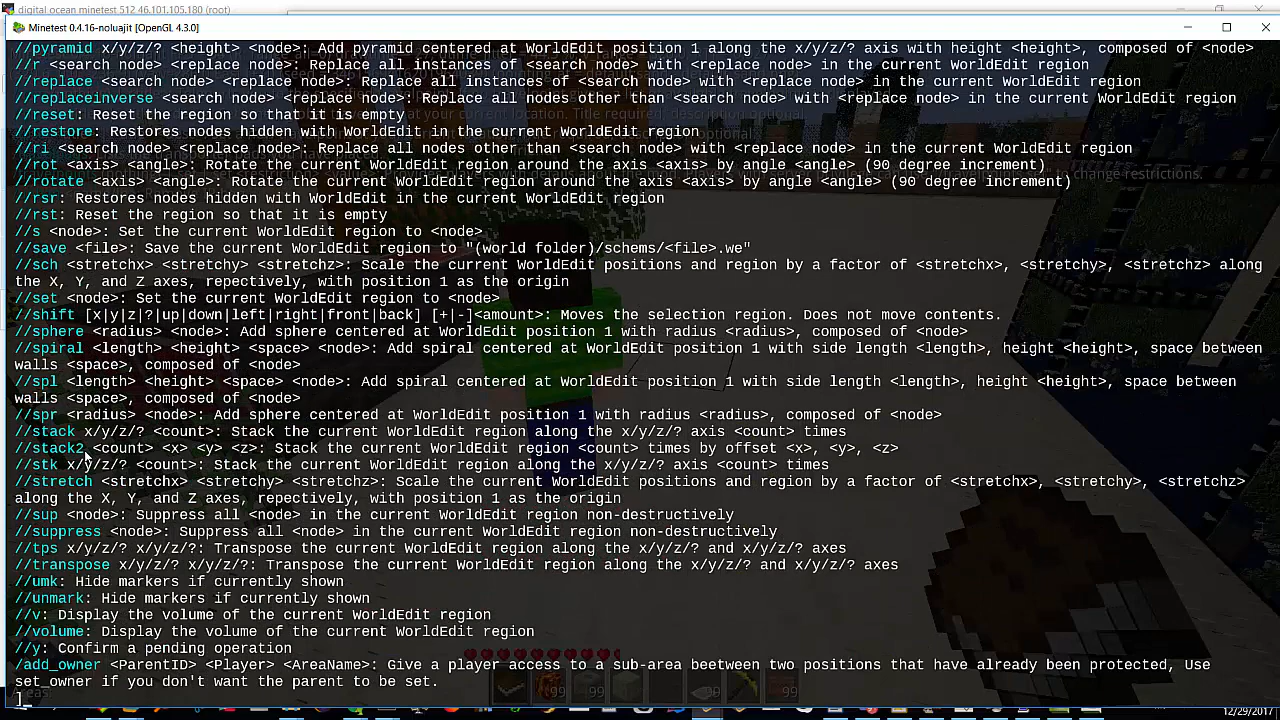 digital ocean minetest 512 46.101.105.180 (root)
Minetest 0.4.16-noluajit [OpenGL 4.3.0]
//pyramid x/y/z/? <height> <node>: Add pyramid centered at WorldEdit position 1 along the x/y/z/? axis with height <height>, composed of <node>
//r <search node> <replace node>: Replace all instances of <search node> with <replace node> in the current WorldEdit region
//replace <search node> <replace node>: Replace all instances of <search node> with <replace node> in the current WorldEdit region
//replaceinverse <search node> <replace node>: Replace all nodes other than <search node> with <replace node> in the current WorldEdit region
//reset: Reset the region so that it is empty
//restore: Restores nodes hidden with WorldEdit in the current WorldEdit region
//ri <search node> <replace node>: Replace all nodes other than <search node> with <replace node> in the current WorldEdit region
//rot <axis> <angle>: Rotate the current WorldEdit region around the axis <axis> by angle <angle> (90 degree increment)
//rotate <axis> <angle>: Rotate the current WorldEdit region around the axis <axis> by angle <angle> (90 degree increment)
to change restrictions.
//rsr: Restores nodes hidden with WorldEdit in the current WorldEdit region
//rst: Reset the region so that it is empty
//s <node>: Set the current WorldEdit region to <node>
//save <file>: Save the current WorldEdit region to "(world folder)/schems/<file>.we"
//sch <stretchx> <stretchy> <stretchz>: Scale the current WorldEdit positions and region by a factor of <stretchx>, <stretchy>, <stretchz> along
the X, Y, and Z axes, repectively, with position 1 as the origin
//set <node>: Set the current WorldEdit region to <node>
//shift [x|y|z|?|up|down|left|right|front|back] [+|-]<amount>: Moves the selection region. Does not move contents.
//sphere <radius> <node>: Add sphere centered at WorldEdit position 1 with radius <radius>, composed of <node>
//spiral <length> <height> <space> <node>: Add spiral centered at WorldEdit position 1 with side length <length>, height <height>, space between
walls <space>, composed of <node>
//spl <length> <height> <space> <node>: Add spiral centered at WorldEdit position 1 with side length <length>, height <height>, space between
walls <space>, composed of <node>
//spr <radius> <node>: Add sphere centered at WorldEdit position 1 with radius <radius>, composed of <node>
//stack x/y/z/? <count>: Stack the current WorldEdit region along the x/y/z/? axis <count> times
//stack2 <count> <x> <y> <z>: Stack the current WorldEdit region <count> times by offset <x>, <y>, <z>
//stk x/y/z/? <count>: Stack the current WorldEdit region along the x/y/z/? axis <count> times
//stretch <stretchx> <stretchy> <stretchz>: Scale the current WorldEdit positions and region by a factor of <stretchx>, <stretchy>, <stretchz>
along the X, Y, and Z axes, repectively, with position 1 as the origin
//sup <node>: Suppress all <node> in the current WorldEdit region non-destructively
//suppress <node>: Suppress all <node> in the current WorldEdit region non-destructively
//tps x/y/z/? x/y/z/?: Transpose the current WorldEdit region along the x/y/z/? and x/y/z/? axes
//transpose x/y/z/? x/y/z/?: Transpose the current WorldEdit region along the x/y/z/? and x/y/z/? axes
//umk: Hide markers if currently shown
//unmark: Hide markers if currently shown
//v: Display the volume of the current WorldEdit region
//volume: Display the volume of the current WorldEdit region
//y: Confirm a pending operation
/add_owner <ParentID> <Player> <AreaName>: Give a player access to a sub-area beetween two positions that have already been protected, Use
set_owner if you don't want the parent to be set.
Areas
99 99 99 99
]_
12/29/2017